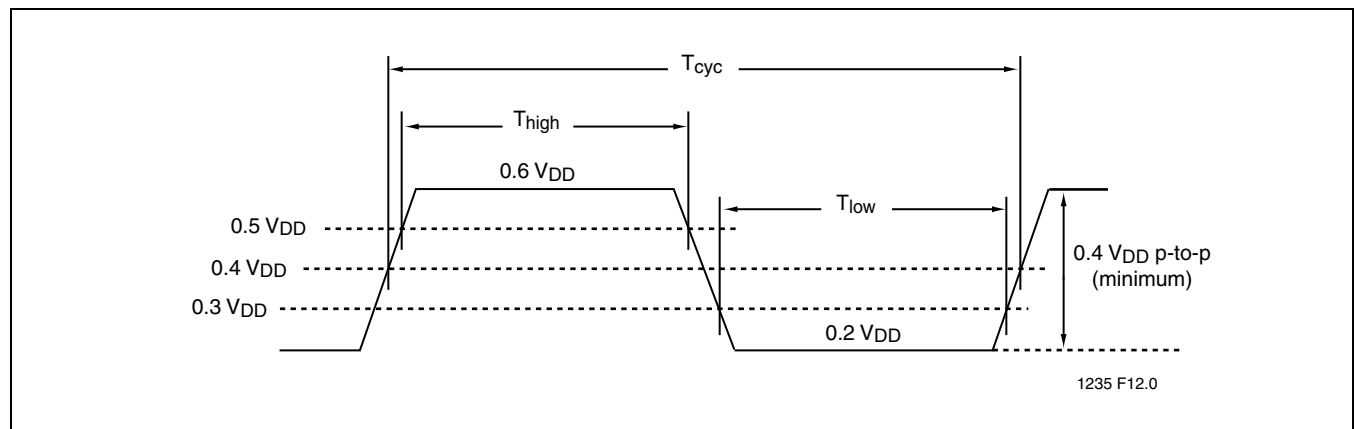 Tcyc
Thigh
0.6 VDD
Tlow
0.5 VDD
0.4 VDD
0.4 VDD p-to-p
(minimum)
0.3 VDD
0.2 VDD
1235 F12.0